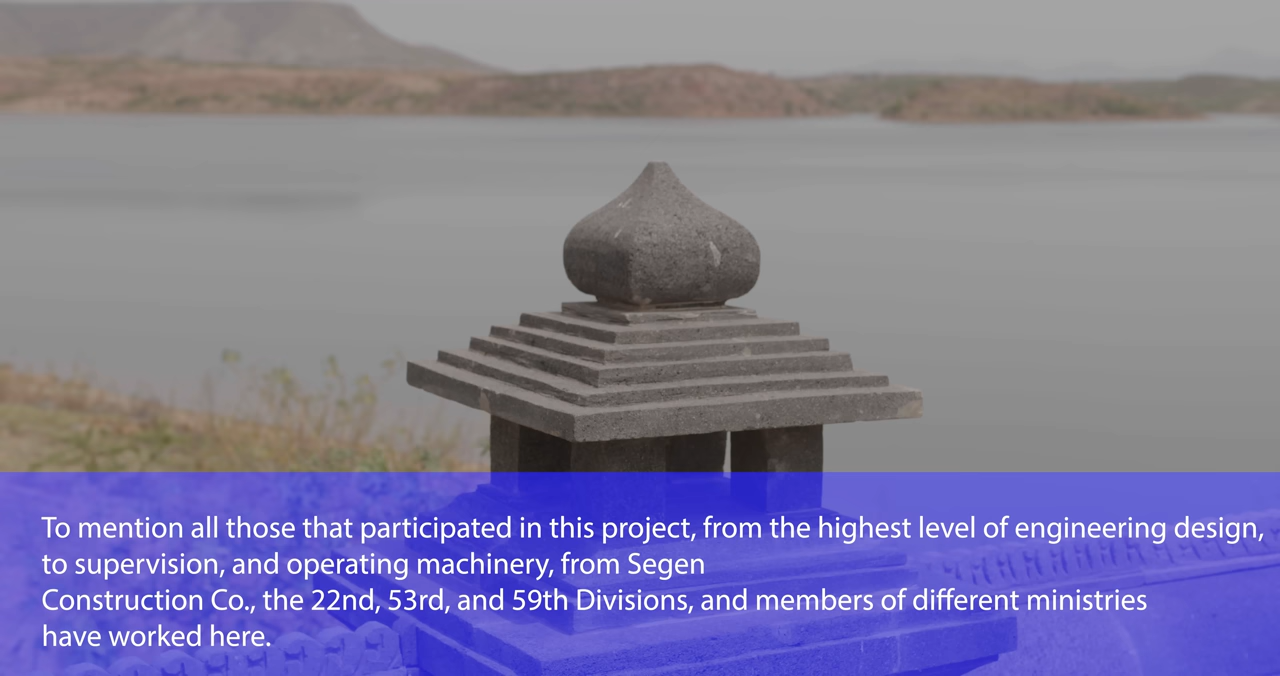 To mention all those that participated in this project, from the highest level of engineering design,
to supervision, and operating machinery, from Segen
Construction Co., the 22nd, 53rd, and 59th Divisions, and members of different ministries
have worked here.